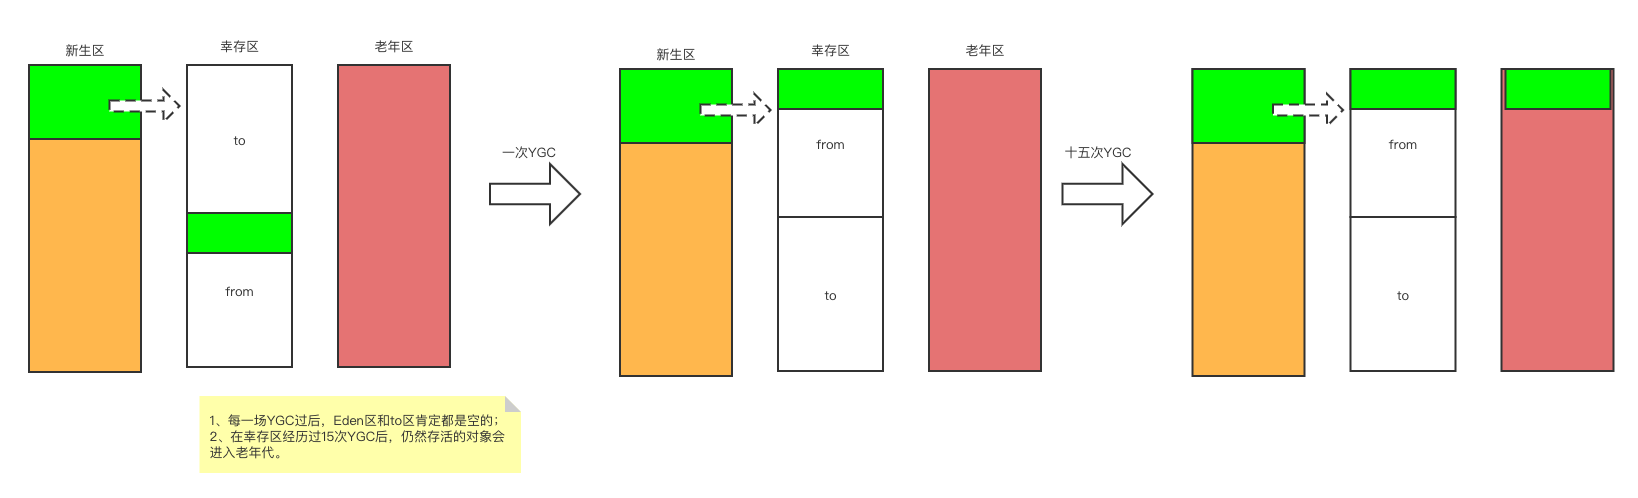 新生区
幸存区
老年区
to
from
一次YGC
新生区
幸存区
老年区
from
to
十五次YGC
from
to
1、每一场YGC过后，Eden区和to区肯定都是空的；
2、在幸存区经历过15次YGC后，仍然存活的对象会
进入老年代。